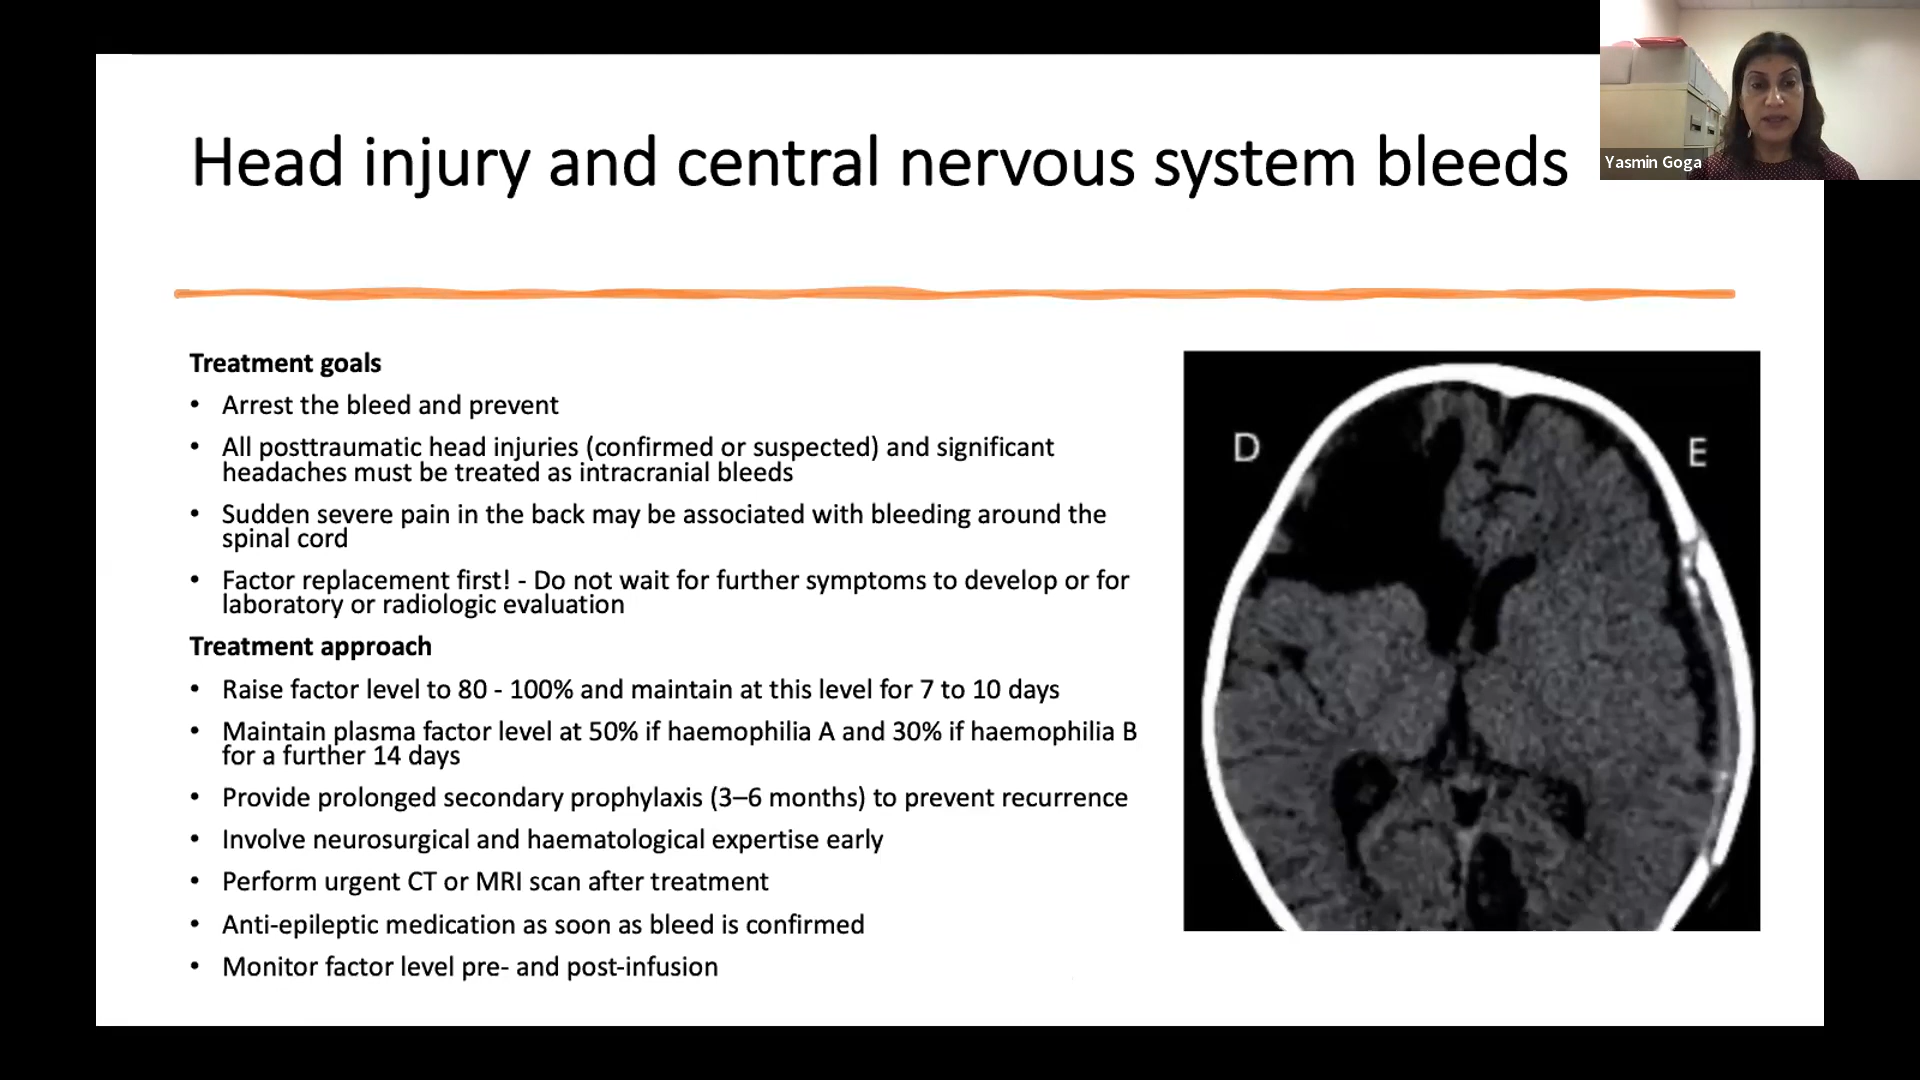 Head injury and central nervous system bleeds
Yasmin Goga
Treatment goals
• Arrest the bleed and prevent
• All posttraumatic head injuries (confirmed or suspected) and significant
headaches must be treated as intracranial bleeds
• Sudden severe pain in the back may be associated with bleeding around the
spinal cord
• Factor replacement first! - Do not wait for further symptoms to develop or for
laboratory or radiologic evaluation
Treatment approach
• Raise factor level to 80 - 100% and maintain at this level for 7 to 10 days
• Maintain plasma factor level at 50% if haemophilia A and 30% if haemophilia B
for a further 14 days
• Provide prolonged secondary prophylaxis (3–6 months) to prevent recurrence
• Involve neurosurgical and haematological expertise early
• Perform urgent CT or MRI scan after treatment
• Anti-epileptic medication as soon as bleed is confirmed
• Monitor factor level pre- and post-infusion
D
E